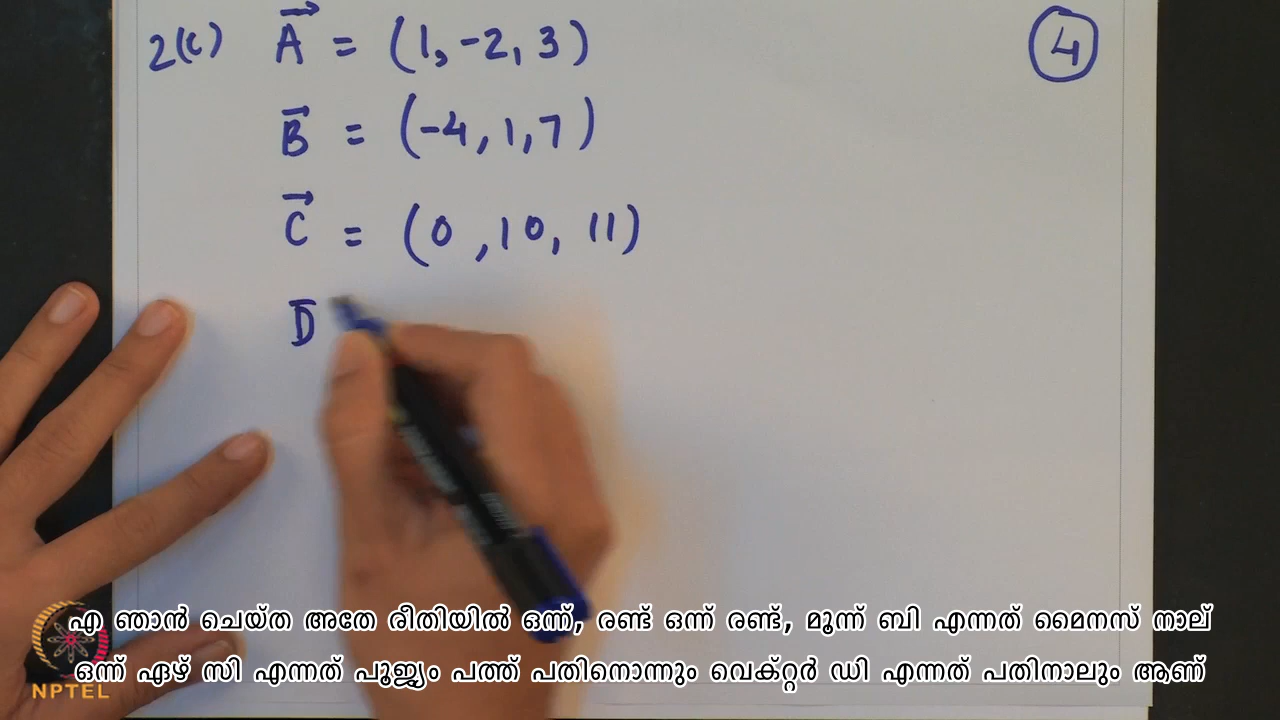 2(c) A⃗ = (1, -2, 3) 4
B⃗ = (-4, 1, 7)
C⃗ = (0, 10, 11)
D
എ ഞാൻ ചെയ്ത അതേ രീതിയിൽ ഒന്ന്, രണ്ട് ഒന്ന് രണ്ട്, മൂന്ന് ബി എന്നത് മൈനസ് നാല്
ഒന്ന് ഏഴ് സി എന്നത് പൂജ്യം പത്ത് പതിനൊന്നും വെക്റ്റർ ഡി എന്നത് പതിനാലും ആണ്
NPTEL